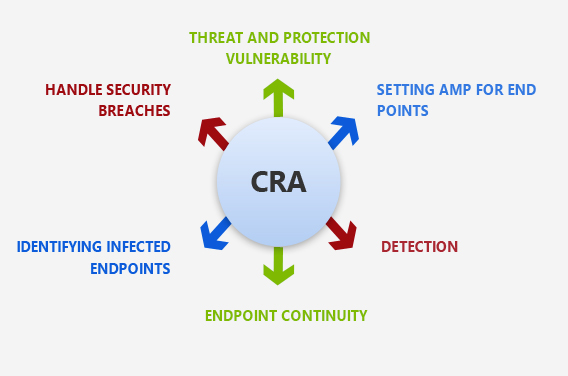 THREAT AND PROTECTION
VULNERABILITY
HANDLE SECURITY
BREACHES
SETTING AMP FOR END
POINTS
CRA
IDENTIFYING INFECTED
ENDPOINTS
DETECTION
ENDPOINT CONTINUITY